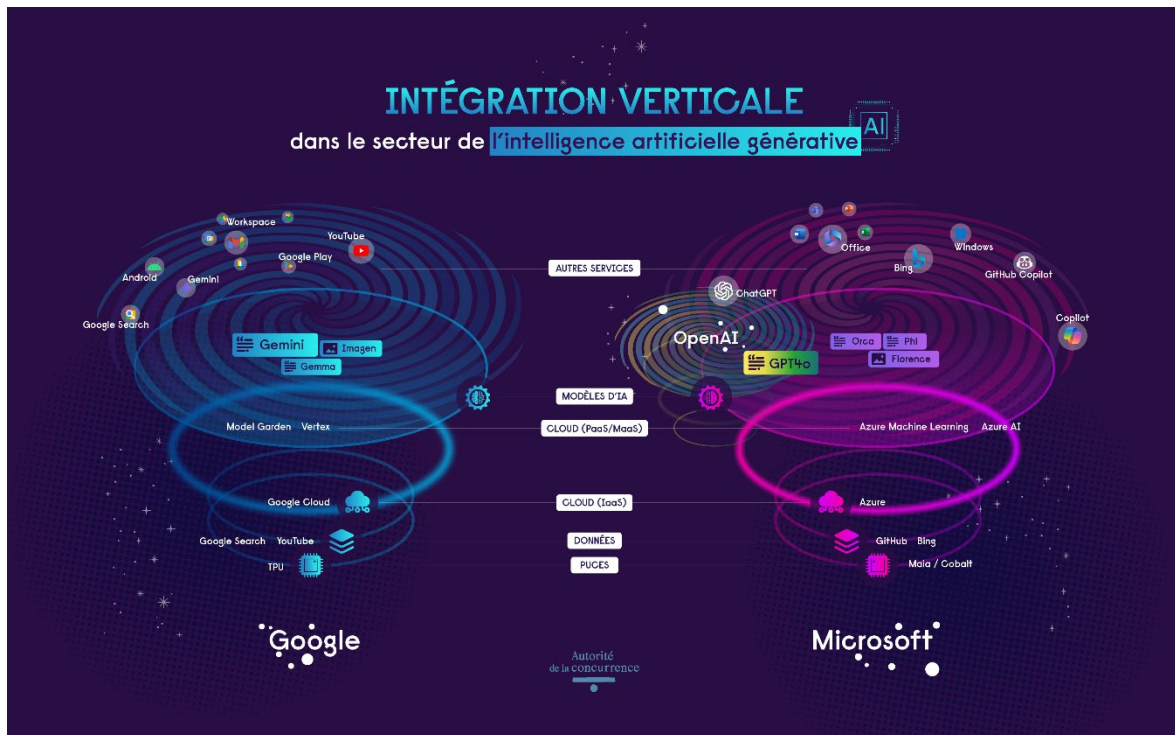 INTÉGRATION VERTICALE
dans le secteur de l'intelligence artificielle générative
AI
Workspace
YouTube
Google Play
Android
Gemini
Google Search
AUTRES SERVICES
Office
Windows
Bing
GitHub Copilot
ChatGPT
Copilot
OpenAI
Gemini
Imagen
Gemma
GPT4o
Orca
Phi
Florence
MODÈLES D'IA
Model Garden Vertex
CLOUD (PaaS/MaaS)
Azure Machine Learning Azure AI
Google Cloud
CLOUD (IaaS)
Azure
Google Search YouTube
DONNÉES
GitHub Bing
TPU
PUCES
Maia / Cobalt
Google
Microsoft
Autorité
de la concurrence